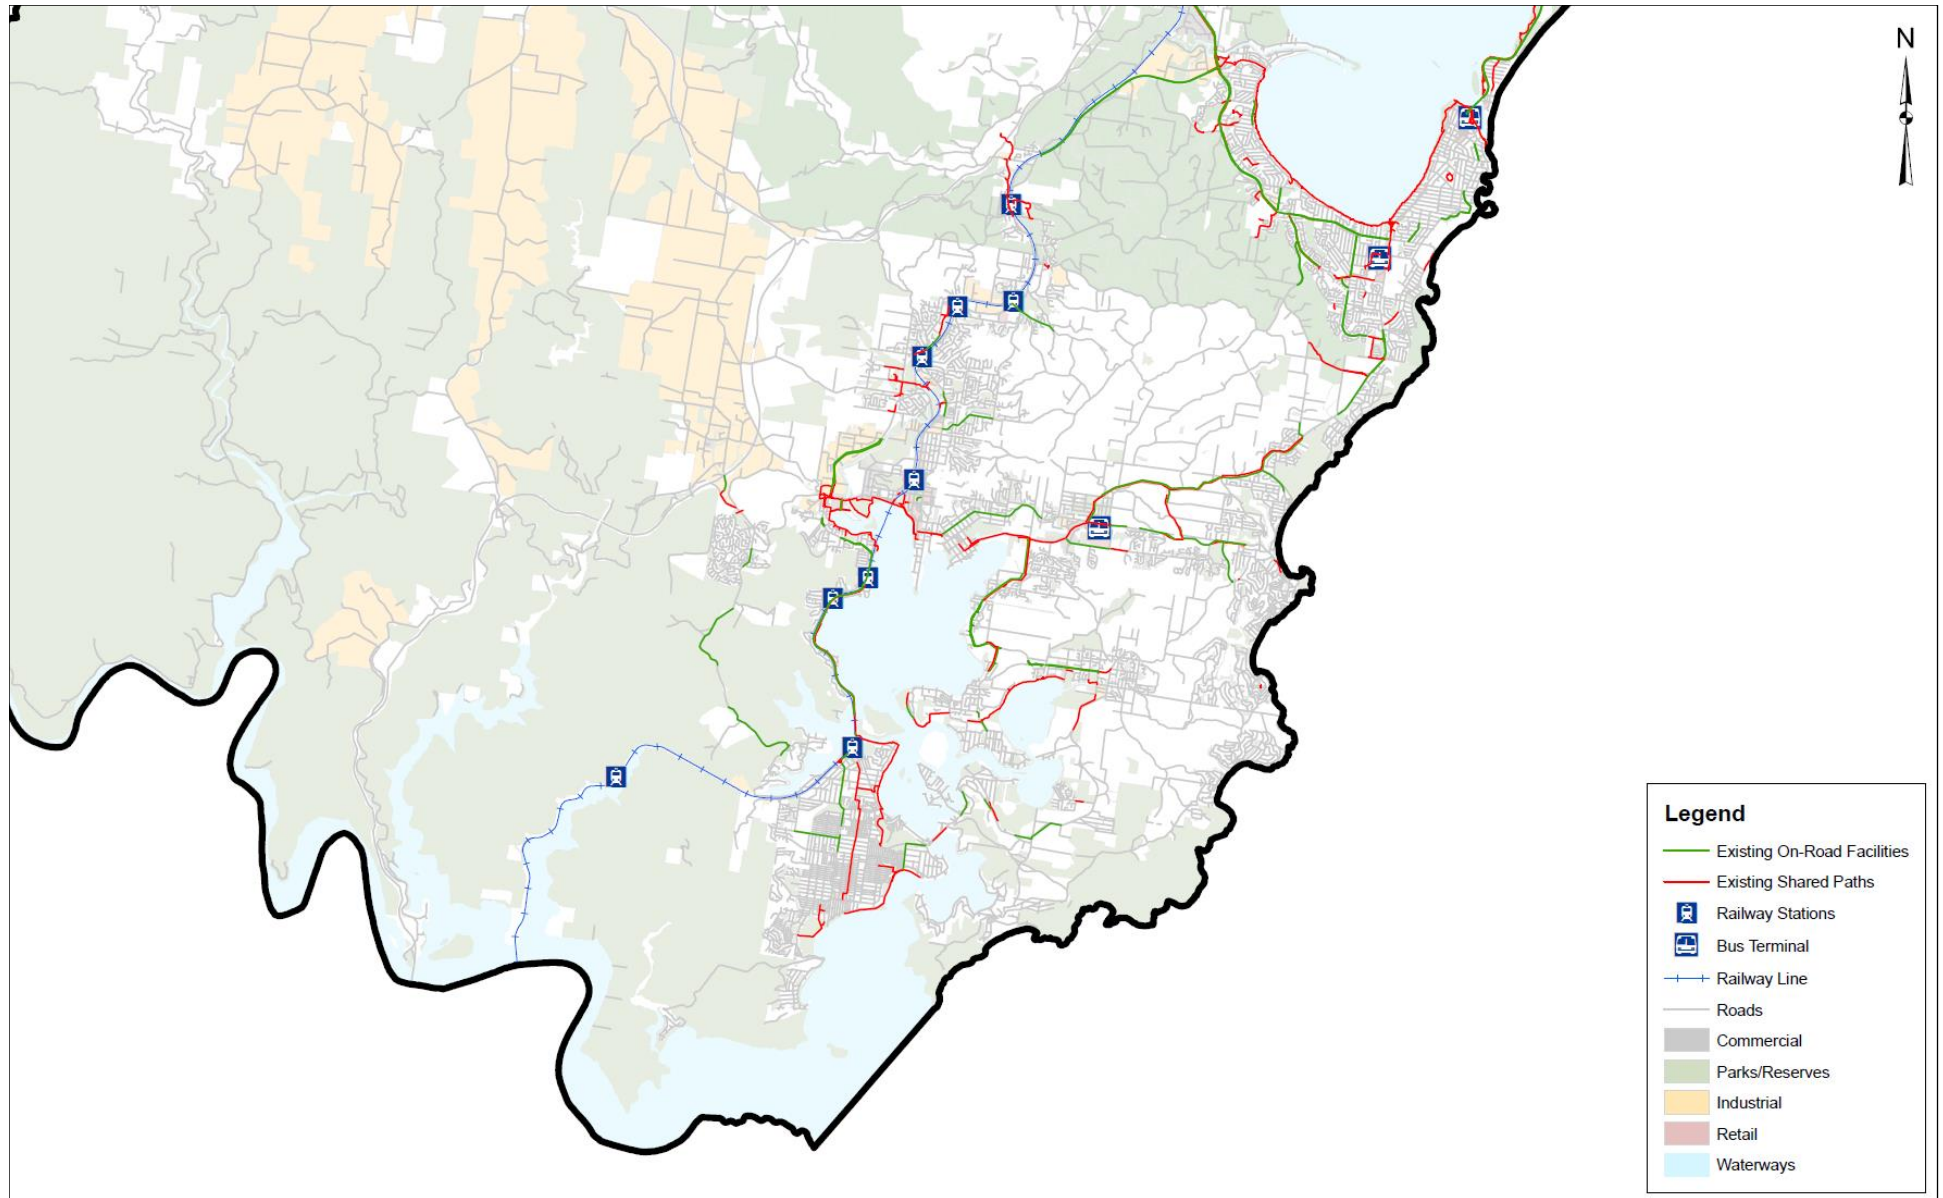 N
Legend
Existing On-Road Facilities
Existing Shared Paths
Railway Stations
Bus Terminal
Railway Line
Roads
Commercial
Parks/Reserves
Industrial
Retail
Waterways